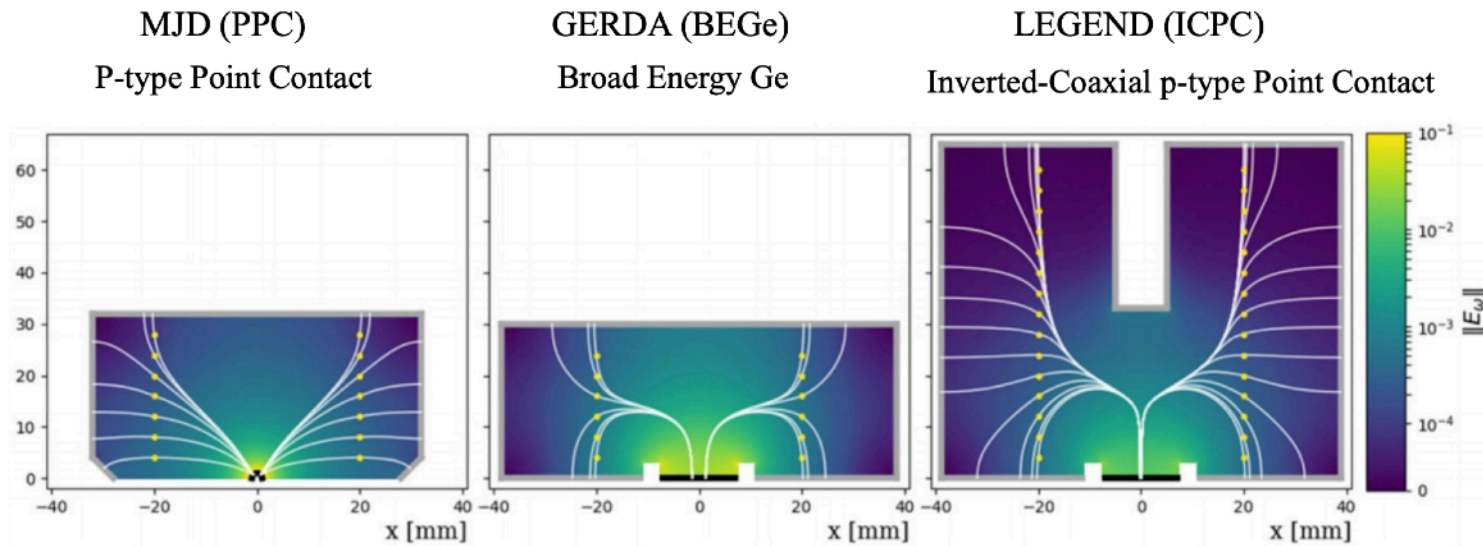 MJD (PPC)
P-type Point Contact
GERDA (BEGe)
Broad Energy Ge
LEGEND (ICPC)
Inverted-Coaxial p-type Point Contact
60
50
40
30
20
10
0
−40 −20 0 20 40
x [mm]
−40 −20 0 20 40
x [mm]
−40 −20 0 20 40
x [mm]
10⁻¹
10⁻²
10⁻³
10⁻⁴
0
||E_ω||